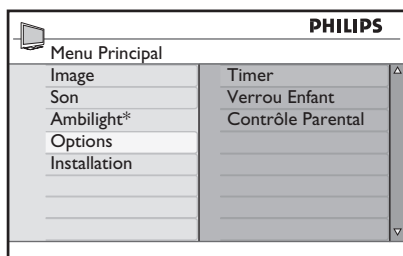 PHILIPS
Menu Principal
Image
Son
Ambilight*
Options
Installation
Timer
Verrou Enfant
Contrôle Parental